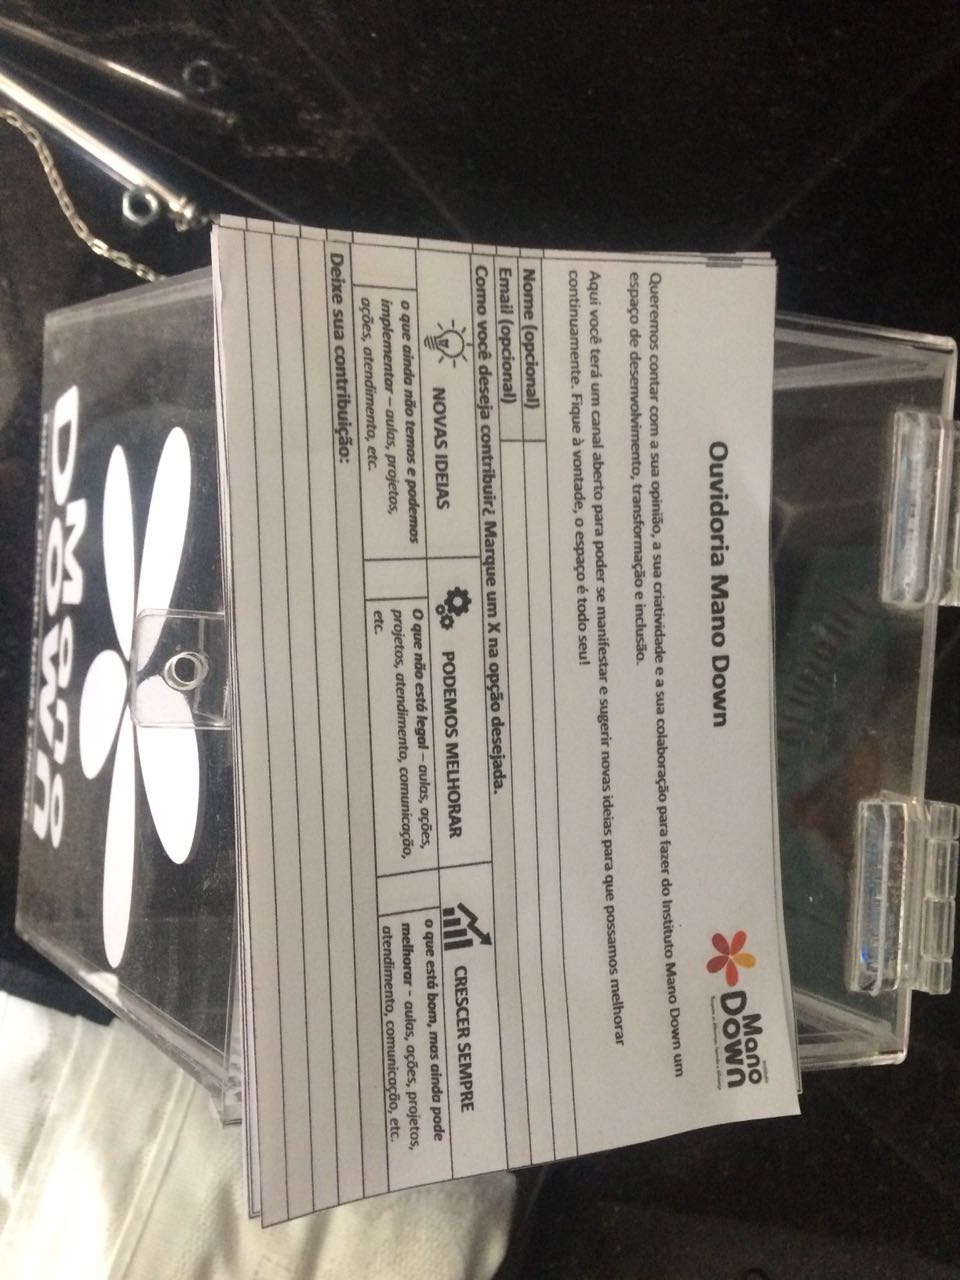 Ouvidoria Mano Down
Mano
Down
Queremos contar com a sua opinião, a sua criatividade e a sua colaboração para fazer do Instituto Mano Down um
espaço de desenvolvimento, transformação e inclusão.
Aqui você terá um canal aberto para poder se manifestar e sugerir novas ideias para que possamos melhorar
continuamente. Fique à vontade, o espaço é todo seu!
Nome (opcional)
Email (opcional)
Como você deseja contribuir¿ Marque um X na opção desejada.
NOVAS IDEIAS
o que ainda não temos e podemos
implementar – aulas, projetos,
ações, atendimento, etc.
PODEMOS MELHORAR
O que não está legal – aulas, ações,
projetos, atendimento, comunicação,
etc.
CRESCER SEMPRE
o que está bom, mas ainda pode
melhorar - aulas, ações, projetos,
atendimento, comunicação, etc.
Deixe sua contribuição:
Mano
Down